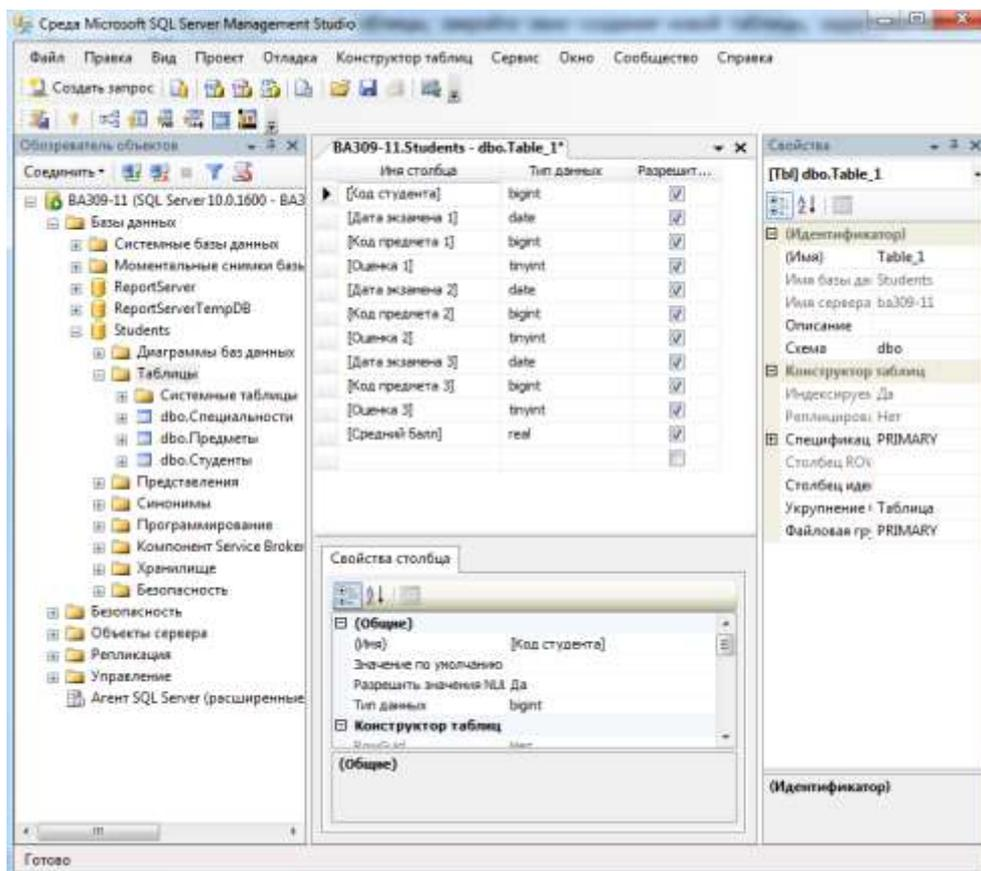 Среда Microsoft SQL Server Management Studio
Файл Правка Вид Проект Отладка Конструктор таблиц Сервис Окно Сообщество Справка
Создать запрос
Обозреватель объектов
Соединить
BA309-11 (SQL Server 10.0.1600 - BA3
Базы данных
Системные базы данных
Моментальные снимки базы
ReportServer
ReportServerTempDB
Students
Диаграммы баз данных
Таблицы
Системные таблицы
dbo.Специальности
dbo.Предметы
dbo.Студенты
Представления
Синонимы
Программирование
Компонент Service Broker
Хранилище
Безопасность
Безопасность
Объекты сервера
Репликация
Управление
Агент SQL Server (расширенные
BA309-11.Students - dbo.Table_1*
Имя столбца Тип данных Разрешит...
[Код студента] bigint
[Дата экзамена 1] date
[Код предмета 1] bigint
[Оценка 1] tinyint
[Дата экзамена 2] date
[Код предмета 2] bigint
[Оценка 2] tinyint
[Дата экзамена 3] date
[Код предмета 3] bigint
[Оценка 3] tinyint
[Средний балл] real
Свойства столбца
(Общие)
(Имя) [Код студента]
Значение по умолчанию
Разрешить значения NUL Да
Тип данных bigint
Конструктор таблиц
RowGuid Нет
(Общие)
Свойства
[Tbl] dbo.Table_1
(Идентификатор)
(Имя) Table_1
Имя базы дан Students
Имя сервера ba309-11
Описание
Схема dbo
Конструктор таблиц
Индексируем Да
Реплицирова Нет
Спецификац PRIMARY
Столбец ROW
Столбец иден
Укрупнение Таблица
Файловая гр PRIMARY
(Идентификатор)
Готово